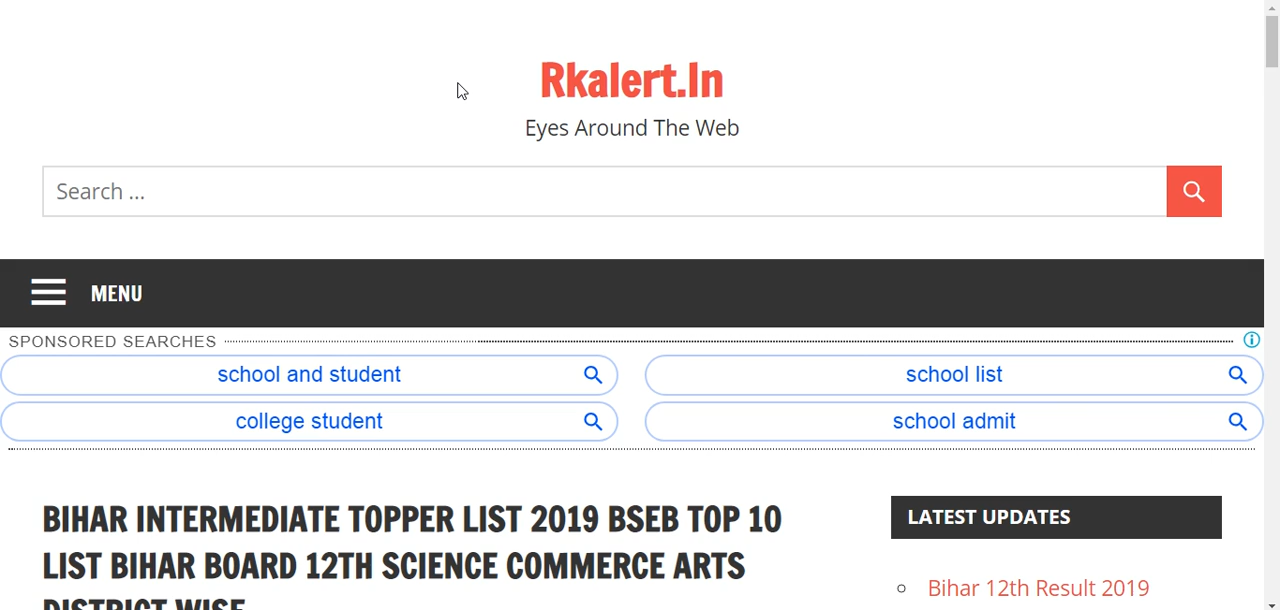 Rkalert.In
Eyes Around The Web
Search ...
MENU
SPONSORED SEARCHES
school and student
school list
college student
school admit
BIHAR INTERMEDIATE TOPPER LIST 2019 BSEB TOP 10
LIST BIHAR BOARD 12TH SCIENCE COMMERCE ARTS
DISTRICT WISE
LATEST UPDATES
Bihar 12th Result 2019